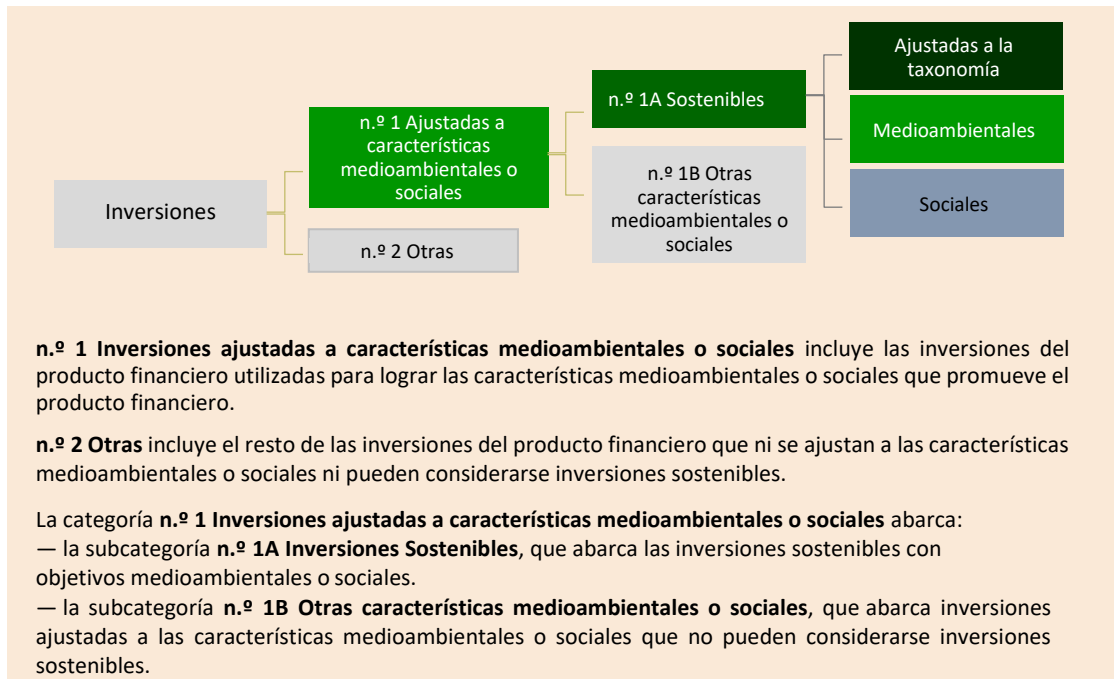 Inversiones
n.º 1 Ajustadas a
características
medioambientales o
sociales
n.º 2 Otras
n.º 1A Sostenibles
n.º 1B Otras
características
medioambientales o
sociales
Ajustadas a la
taxonomía
Medioambientales
Sociales
n.º 1 Inversiones ajustadas a características medioambientales o sociales incluye las inversiones del
producto financiero utilizadas para lograr las características medioambientales o sociales que promueve el
producto financiero.
n.º 2 Otras incluye el resto de las inversiones del producto financiero que ni se ajustan a las características
medioambientales o sociales ni pueden considerarse inversiones sostenibles.
La categoría n.º 1 Inversiones ajustadas a características medioambientales o sociales abarca:
— la subcategoría n.º 1A Inversiones Sostenibles, que abarca las inversiones sostenibles con
objetivos medioambientales o sociales.
— la subcategoría n.º 1B Otras características medioambientales o sociales, que abarca inversiones
ajustadas a las características medioambientales o sociales que no pueden considerarse inversiones
sostenibles.